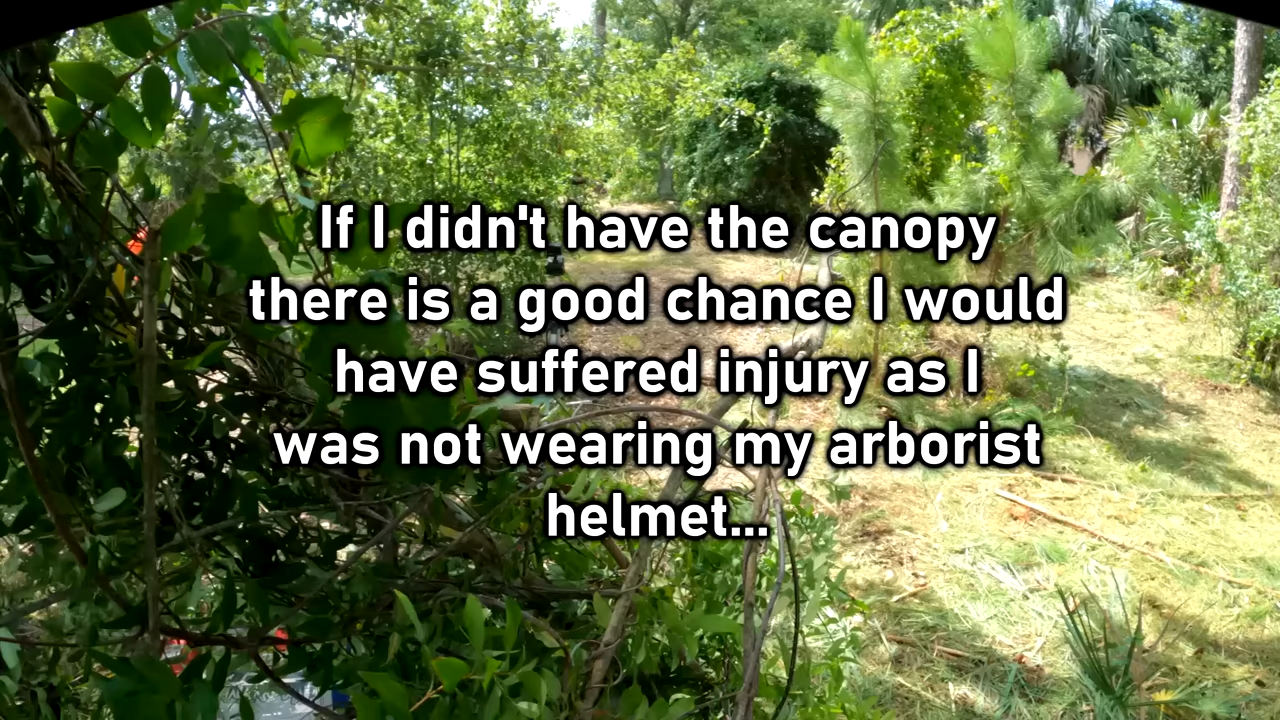 If I didn't have the canopy
there is a good chance I would
have suffered injury as I
was not wearing my arborist
helmet...